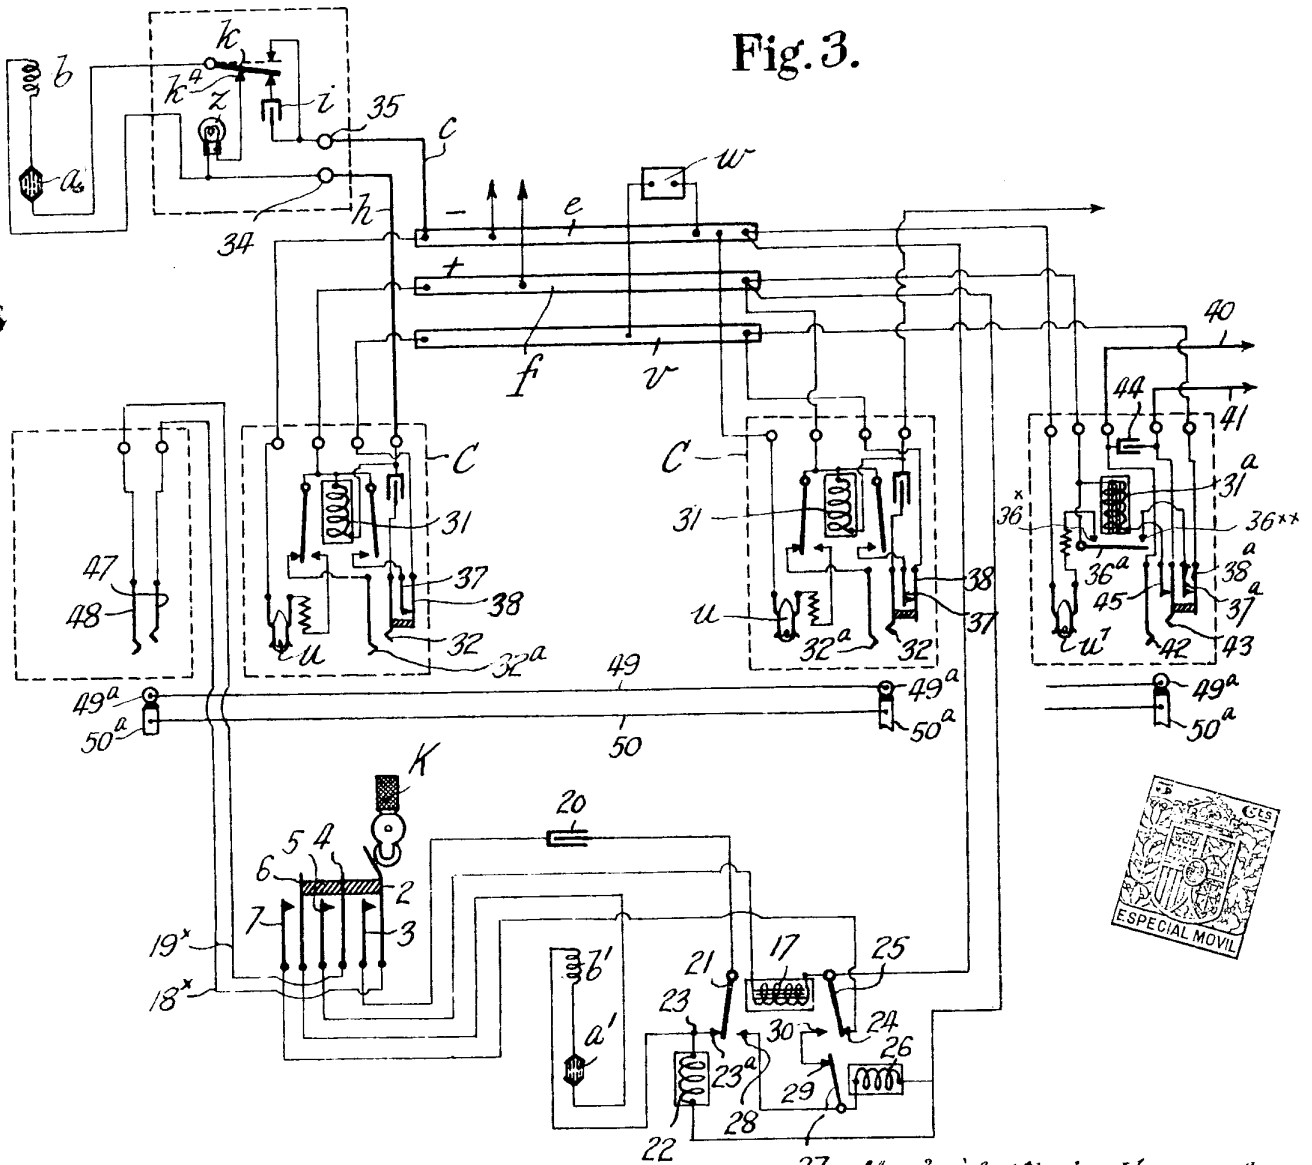 Fig. 3.
b
k
k⁴
z
i
35
c
a
h
34
w
−
e
+
f
v
40
44
41
C
C
31
31
31ᵃ
36ˣ
36ˣˣ
36ᵃ
38ᵃ
37ᵃ
45
47
48
37
38
38
37
u
32
32ᵃ
u
32ᵃ
32
u'
42
43
49ᵃ
49
49ᵃ
49ᵃ
50ᵃ
50
50ᵃ
50ᵃ
K
20
6
5
4
2
7
3
19ˣ
18ˣ
b'
a'
21
17
25
23
30
24
26
23ᵃ
29
22
28
27
ESPECIAL MOVIL